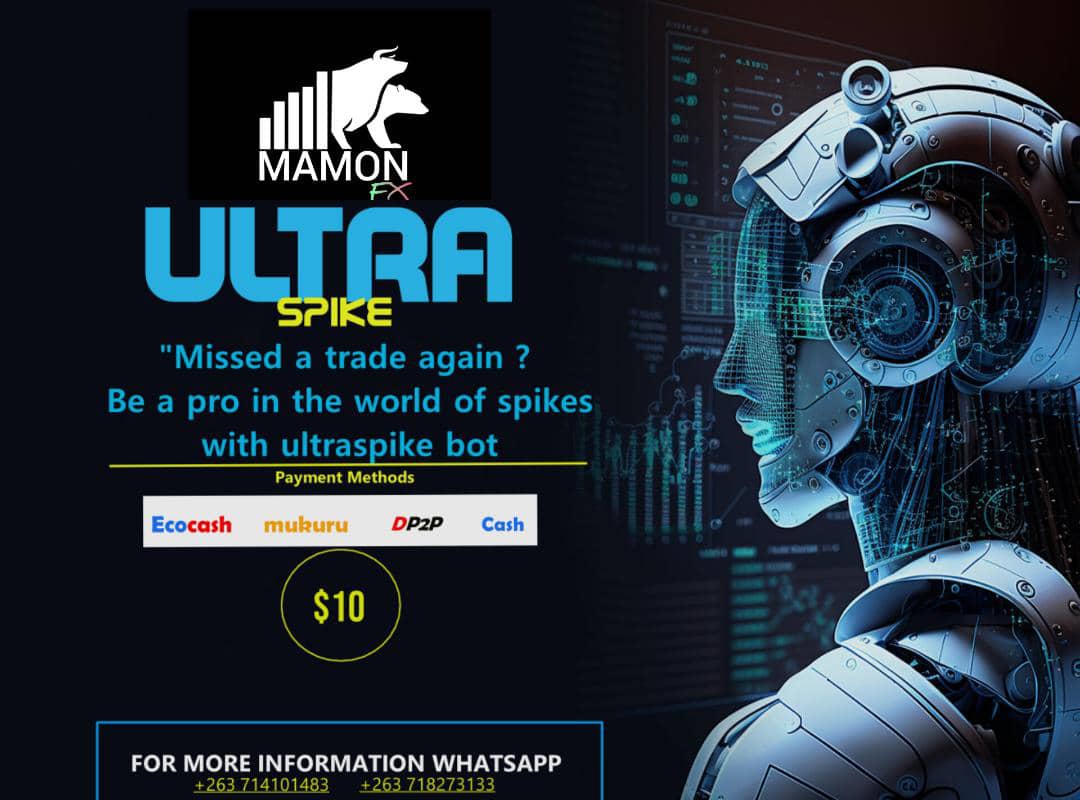 MAMON
FX
ULTRA
SPIKE
"Missed a trade again ?
Be a pro in the world of spikes
with ultraspike bot
Payment Methods
Ecocash mukuru DP2P Cash
$10
FOR MORE INFORMATION WHATSAPP
+263 714101483 +263 718273133